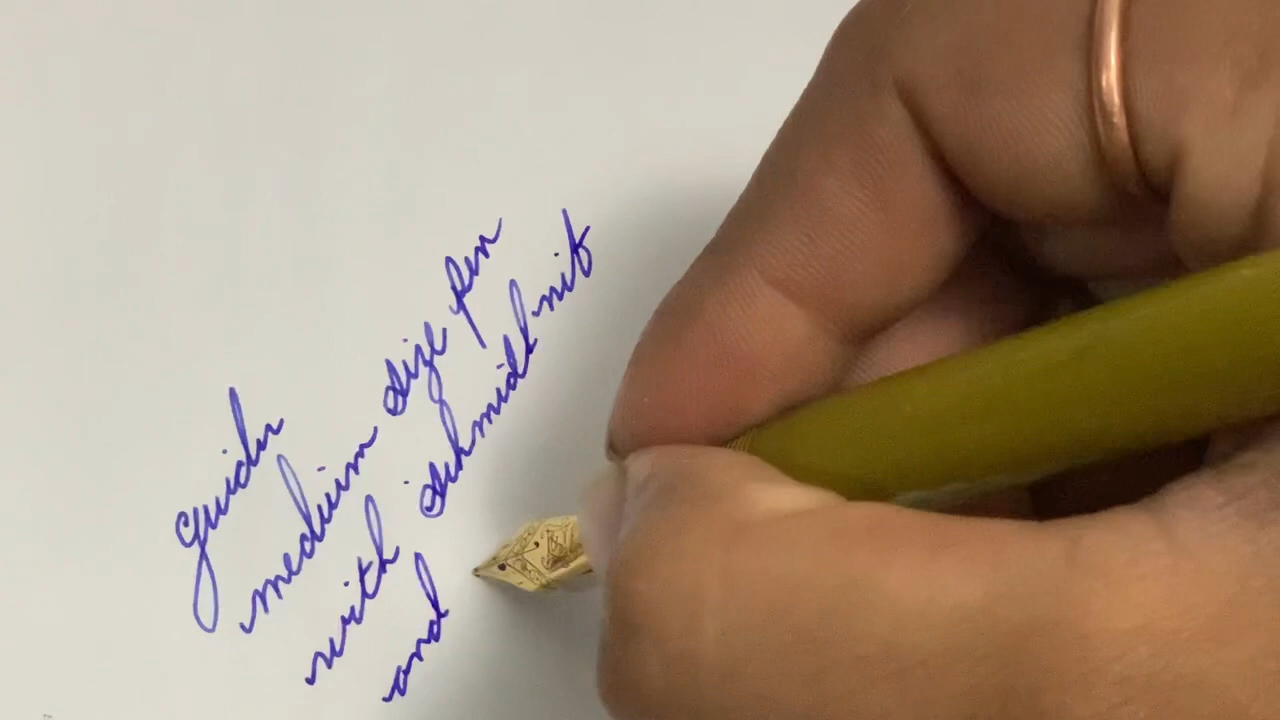 guider
medium size pen
with schmidt nib
and